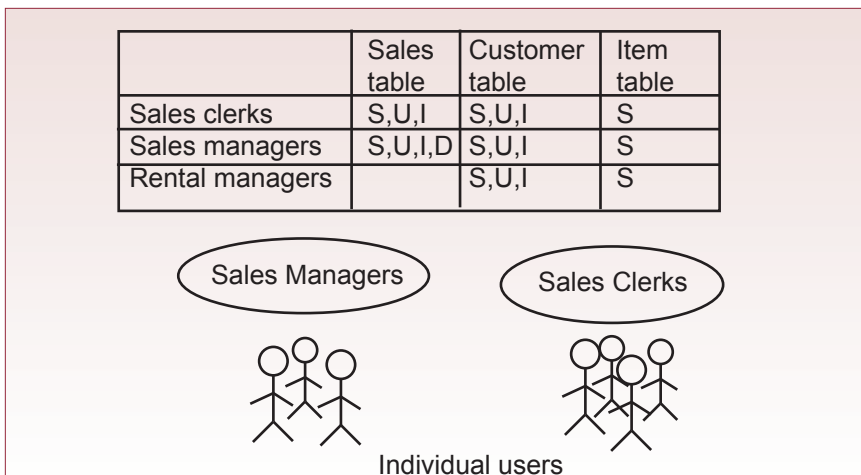 Sales table Customer table Item table
Sales clerks S,U,I S,U,I S
Sales managers S,U,I,D S,U,I S
Rental managers S,U,I S
Sales Managers Sales Clerks
Individual users